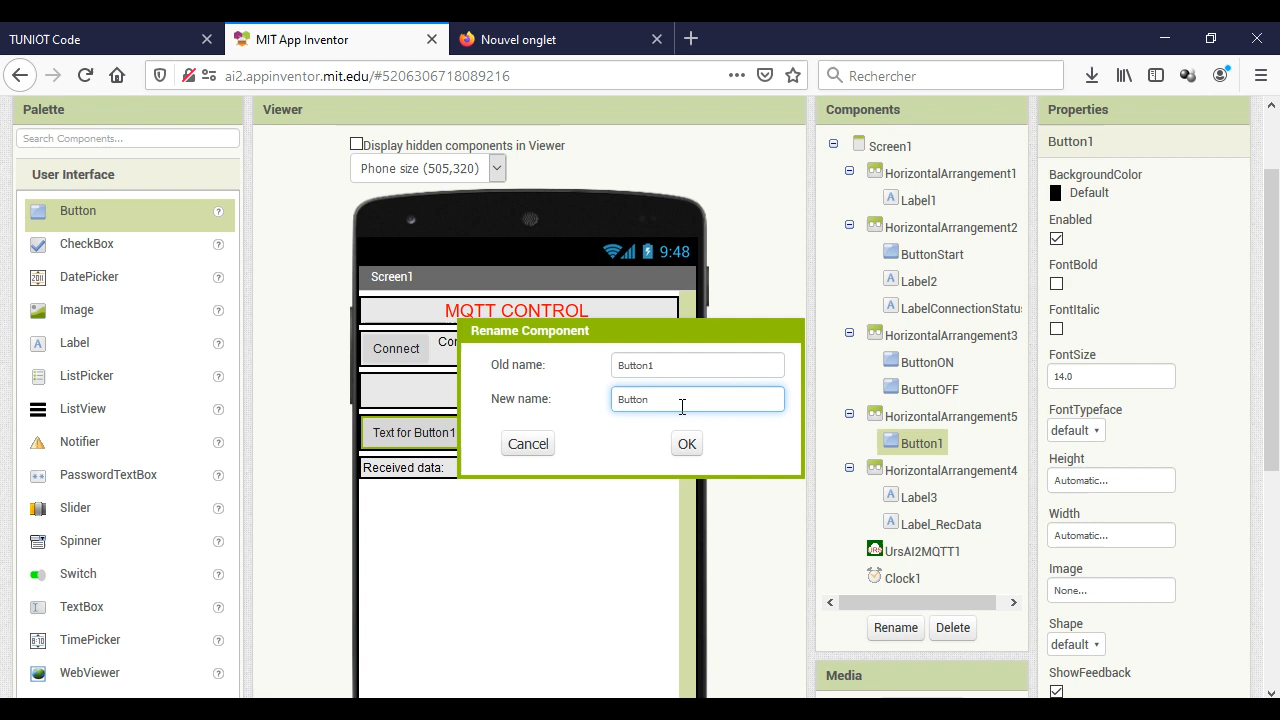 TUNIOT Code
MIT App Inventor
Nouvel onglet
ai2.appinventor.mit.edu/#5206306718089216
Rechercher
Palette
Search Components...
User Interface
Button
CheckBox
DatePicker
Image
Label
ListPicker
ListView
Notifier
PasswordTextBox
Slider
Spinner
Switch
TextBox
TimePicker
WebViewer
Viewer
Display hidden components in Viewer
Phone size (505,320)
9:48
Screen1
MQTT CONTROL
Connect
Con
Text for Button1
Received data:
Rename Component
Old name:
Button1
New name:
Button
Cancel
OK
Components
Screen1
HorizontalArrangement1
Label1
HorizontalArrangement2
ButtonStart
Label2
LabelConnectionStatus
HorizontalArrangement3
ButtonON
ButtonOFF
HorizontalArrangement5
Button1
HorizontalArrangement4
Label3
Label_RecData
UrsAI2MQTT1
Clock1
Rename
Delete
Media
Properties
Button1
BackgroundColor
Default
Enabled
FontBold
FontItalic
FontSize
14.0
FontTypeface
default
Height
Automatic...
Width
Automatic...
Image
None...
Shape
default
ShowFeedback